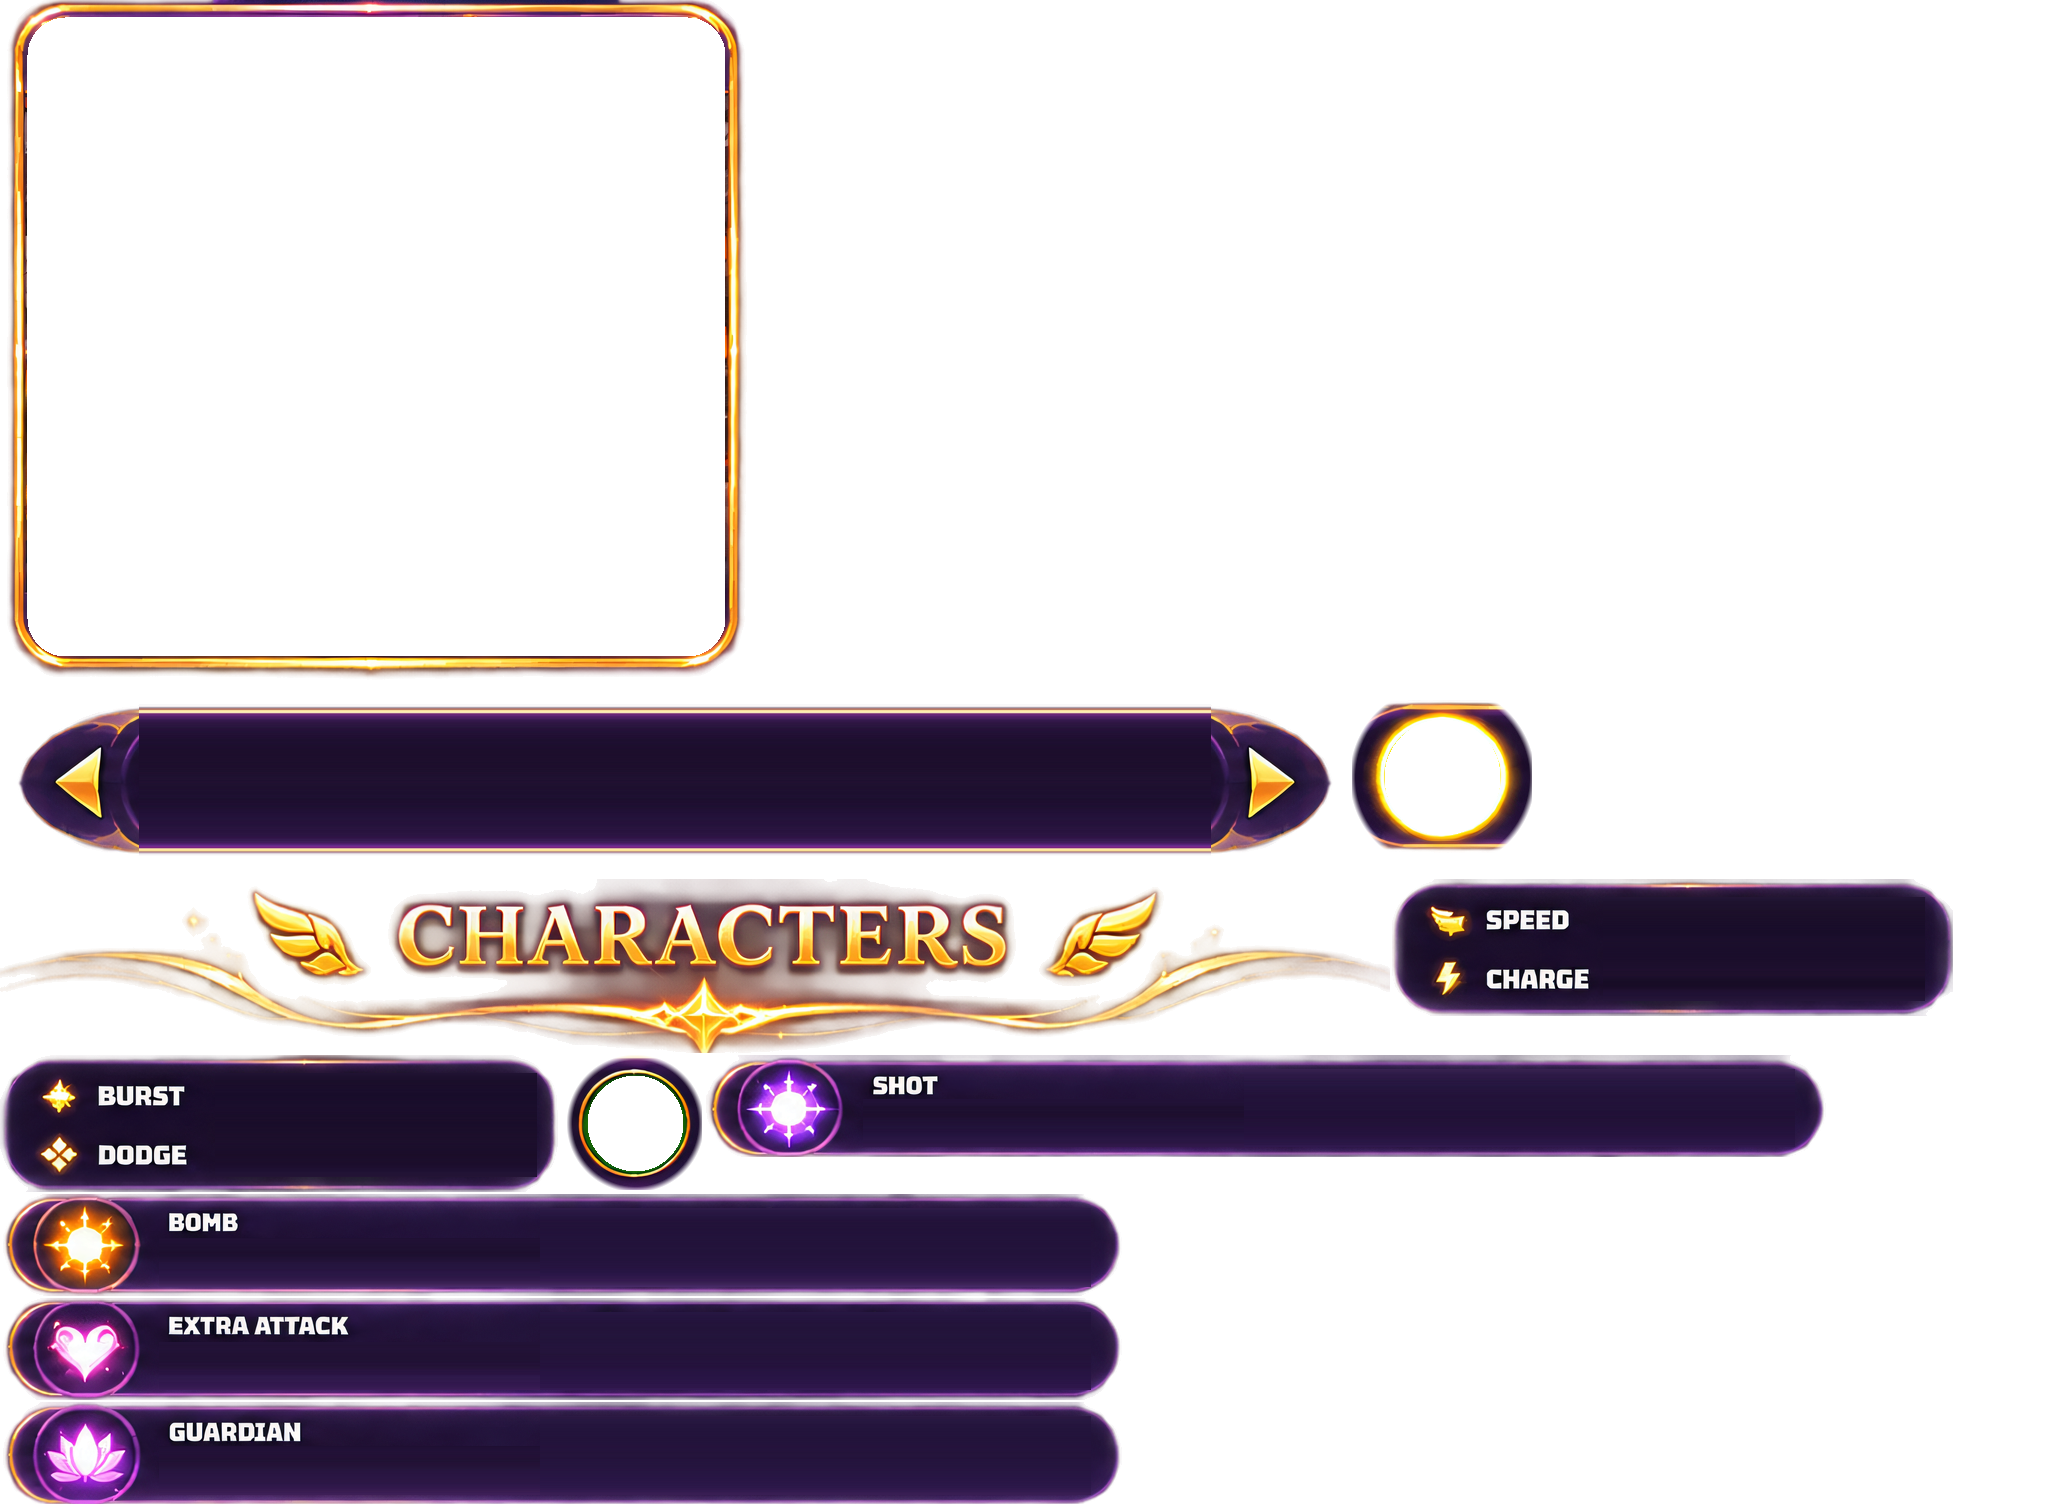 CHARACTERS
SPEED
CHARGE
BURST
DODGE
SHOT
BOMB
EXTRA ATTACK
GUARDIAN